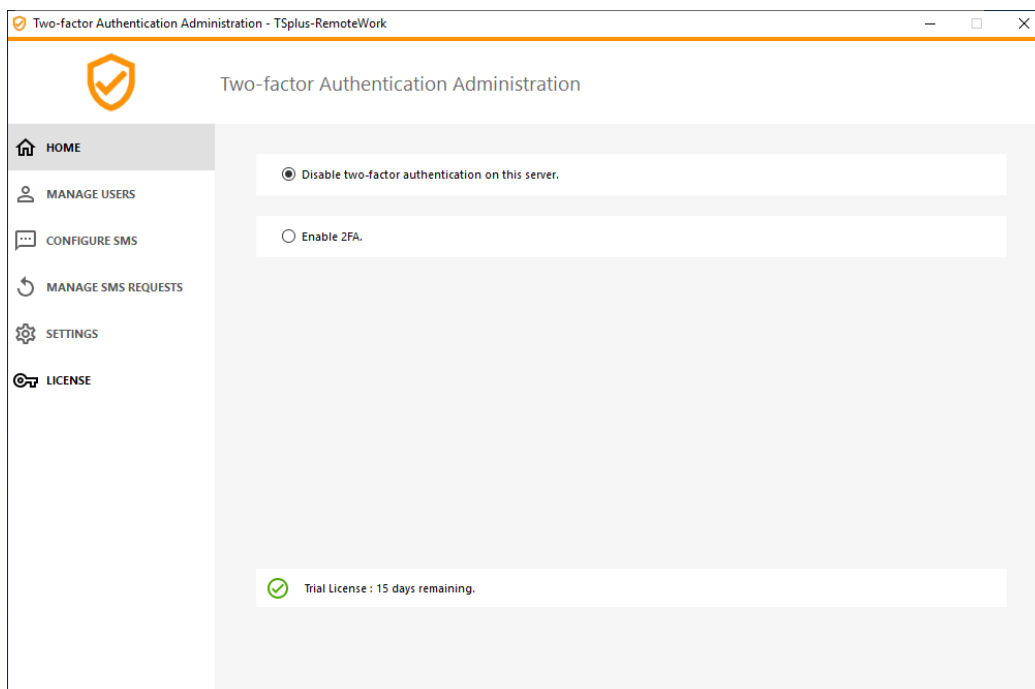 Two-factor Authentication Administration - TSplus-RemoteWork
Two-factor Authentication Administration
HOME
MANAGE USERS
CONFIGURE SMS
MANAGE SMS REQUESTS
SETTINGS
LICENSE
Disable two-factor authentication on this server.
Enable 2FA.
Trial License : 15 days remaining.